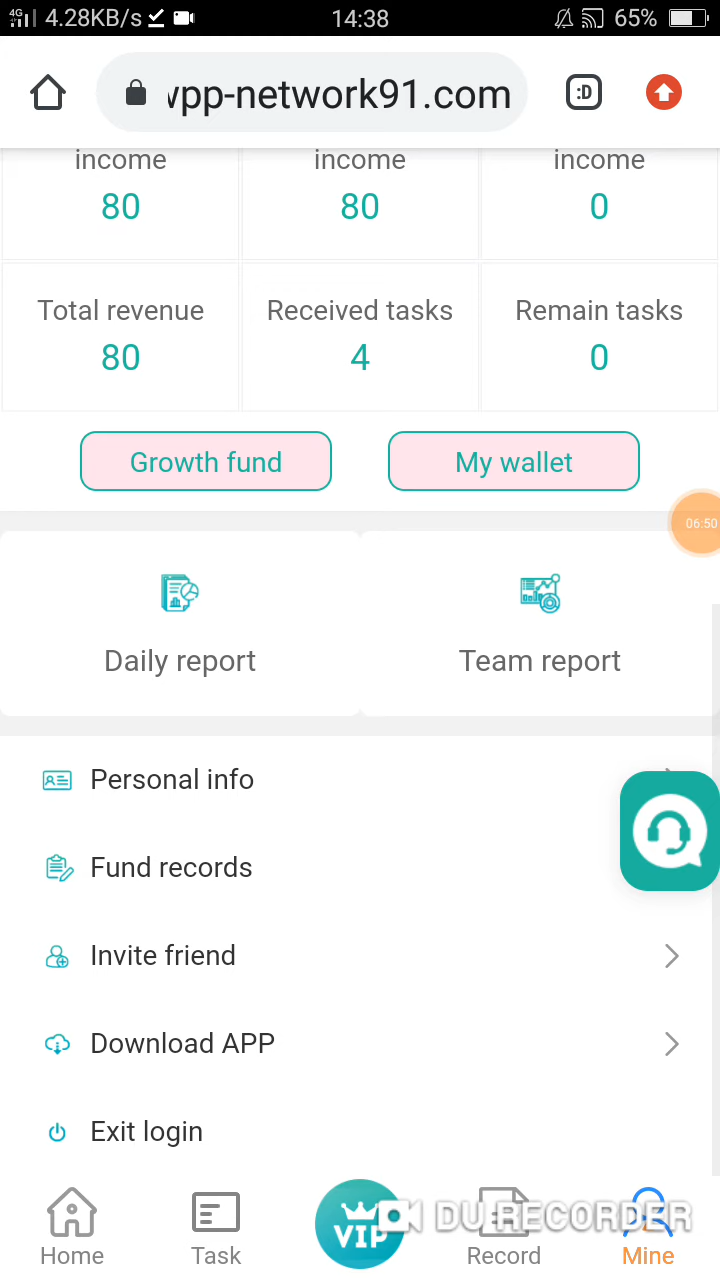 4G 4.28KB/s 14:38 65%
vpp-network91.com :D
income income income
80 80 0
Total revenue Received tasks Remain tasks
80 4 0
Growth fund My wallet
06:50
Daily report Team report
Personal info
Fund records
Invite friend
Download APP
Exit login
VIP DU RECORDER
Home Task Record Mine